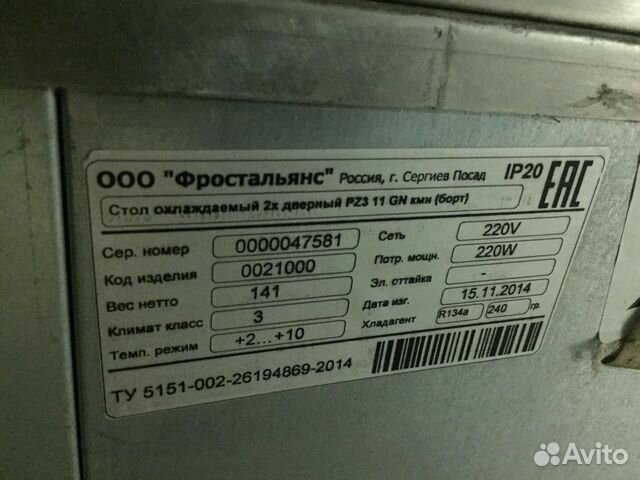 ООО "Фростальянс" Россия, г. Сергиев Посад IP20 EAC
Стол охлаждаемый 2х дверный PZ3 11 GN кмн (борт)
Сер. номер 0000047581 Сеть 220V
Код изделия 0021000 Потр. мощн. 220W
Вес нетто 141 Эл. оттайка -
Климат класс 3 Дата изг. 15.11.2014
Темп. режим +2...+10 Хладагент R134a 240 гр.
ТУ 5151-002-26194869-2014
Avito